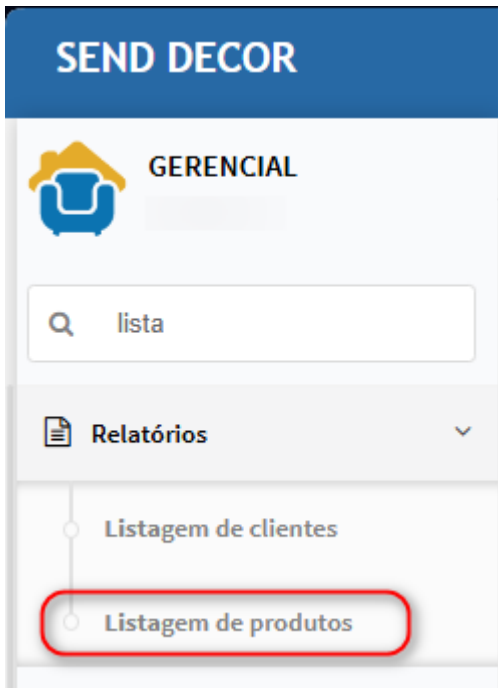 SEND DECOR
GERENCIAL
lista
Relatórios
Listagem de clientes
Listagem de produtos